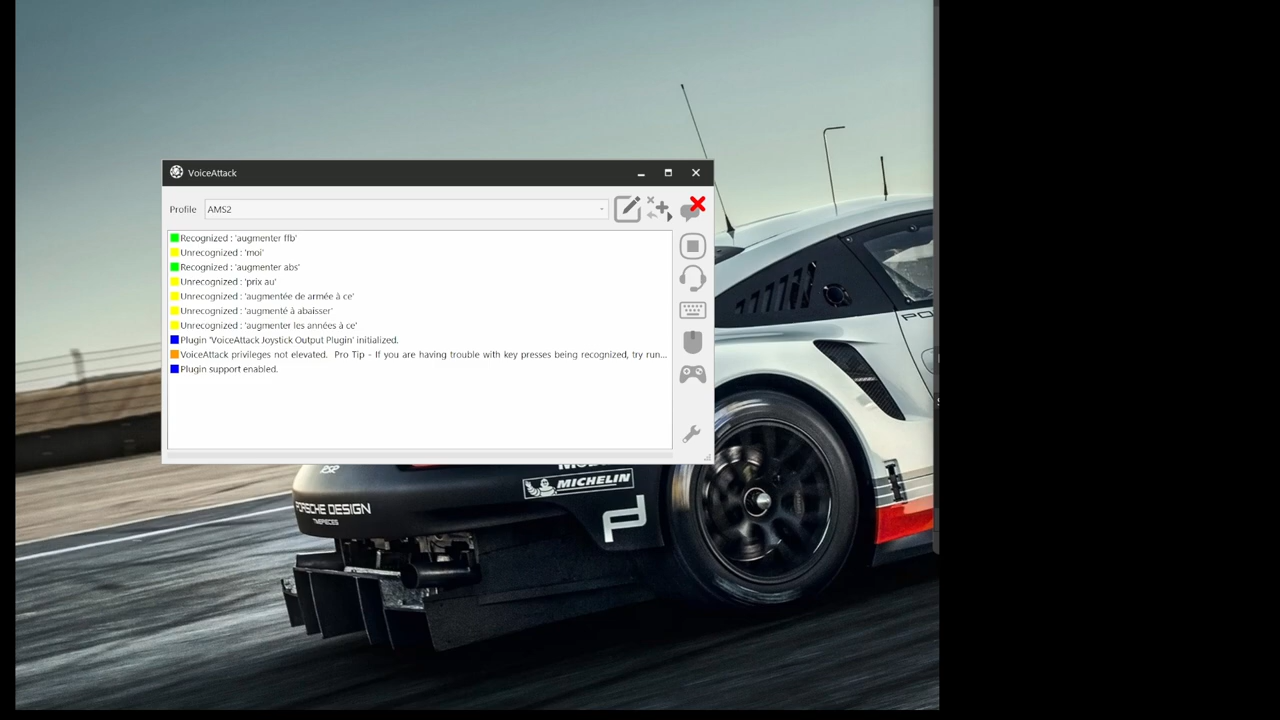 VoiceAttack
Profile AMS2
Recognized : 'augmenter ffb'
Unrecognized : 'moi'
Recognized : 'augmenter abs'
Unrecognized : 'prix au'
Unrecognized : 'augmentée de armée à ce'
Unrecognized : 'augmenté à abaisser'
Unrecognized : 'augmenter les années à ce'
Plugin 'VoiceAttack Joystick Output Plugin' initialized.
VoiceAttack privileges not elevated.  Pro Tip - If you are having trouble with key presses being recognized, try run...
Plugin support enabled.
MICHELIN
PORSCHE DESIGN
TIMEPIECES